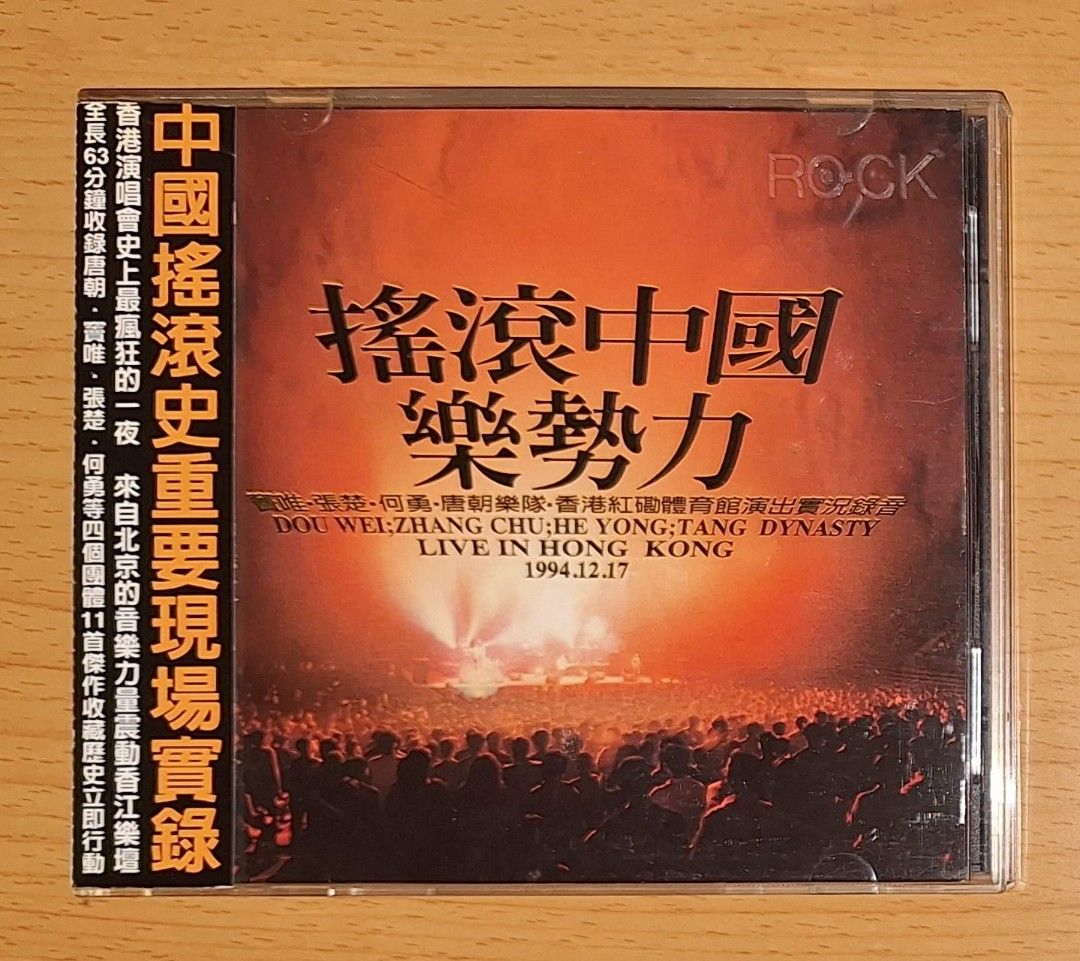 中國搖滾史重要現場實錄
香港演唱會史上最瘋狂的一夜 來自北京的音樂力量震動香江樂壇
全長63分鐘收錄唐朝·竇唯·張楚·何勇等四個團體11首傑作收藏歷史立即行動
ROCK
搖滾中國
樂勢力
竇唯·張楚·何勇·唐朝樂隊·香港紅磡體育館演出實況錄音
DOU WEI;ZHANG CHU;HE YONG;TANG DYNASTY
LIVE IN HONG KONG
1994.12.17